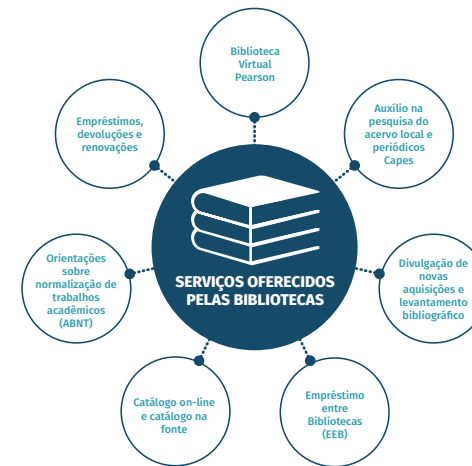 Biblioteca
Virtual
Pearson
Auxílio na
pesquisa do
acervo local e
periódicos
Capes
Divulgação de
novas
aquisições e
levantamento
bibliográfico
Empréstimo
entre
Bibliotecas
(EEB)
Catálogo on-line
e catálogo na
fonte
Orientações
sobre
normalização de
trabalhos
acadêmicos
(ABNT)
Empréstimos,
devoluções e
renovações
SERVIÇOS OFERECIDOS
PELAS BIBLIOTECAS